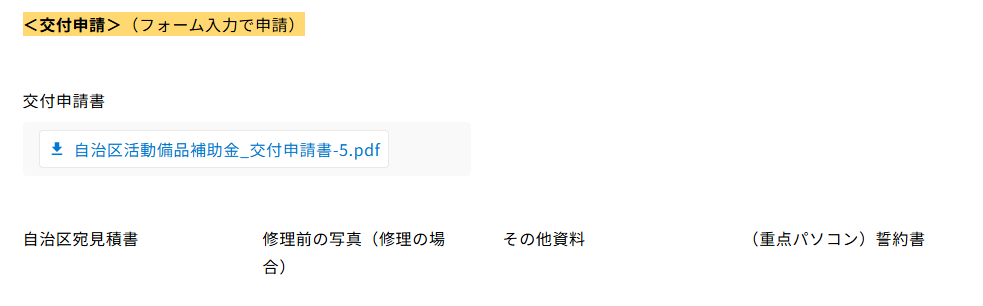 ＜交付申請＞（フォーム入力で申請）
交付申請書
自治区活動備品補助金_交付申請書-5.pdf
自治区宛見積書
修理前の写真（修理の場
合）
その他資料
（重点パソコン）誓約書